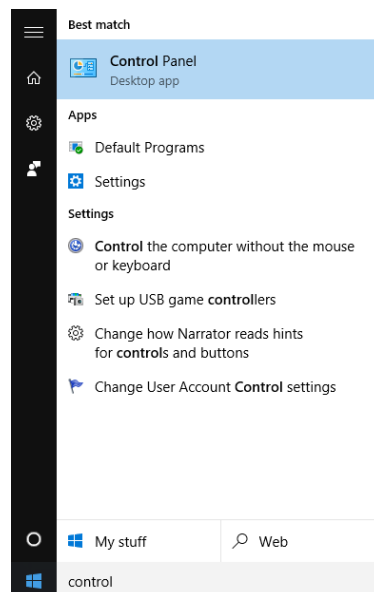 Best match
Control Panel
Desktop app
Apps
Default Programs
Settings
Settings
Control the computer without the mouse
or keyboard
Set up USB game controllers
Change how Narrator reads hints
for controls and buttons
Change User Account Control settings
My stuff
Web
control